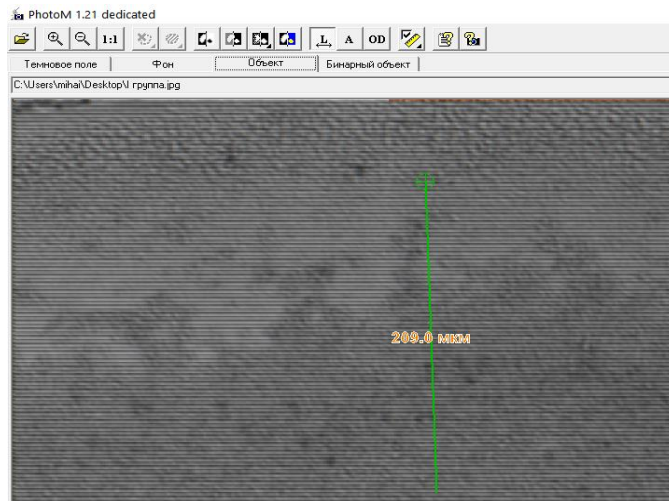 PhotoM 1.21 dedicated
1:1 L A OD
Темновое поле Фон Объект Бинарный объект
C:\Users\mihai\Desktop\I группа.jpg
209.0 мкм